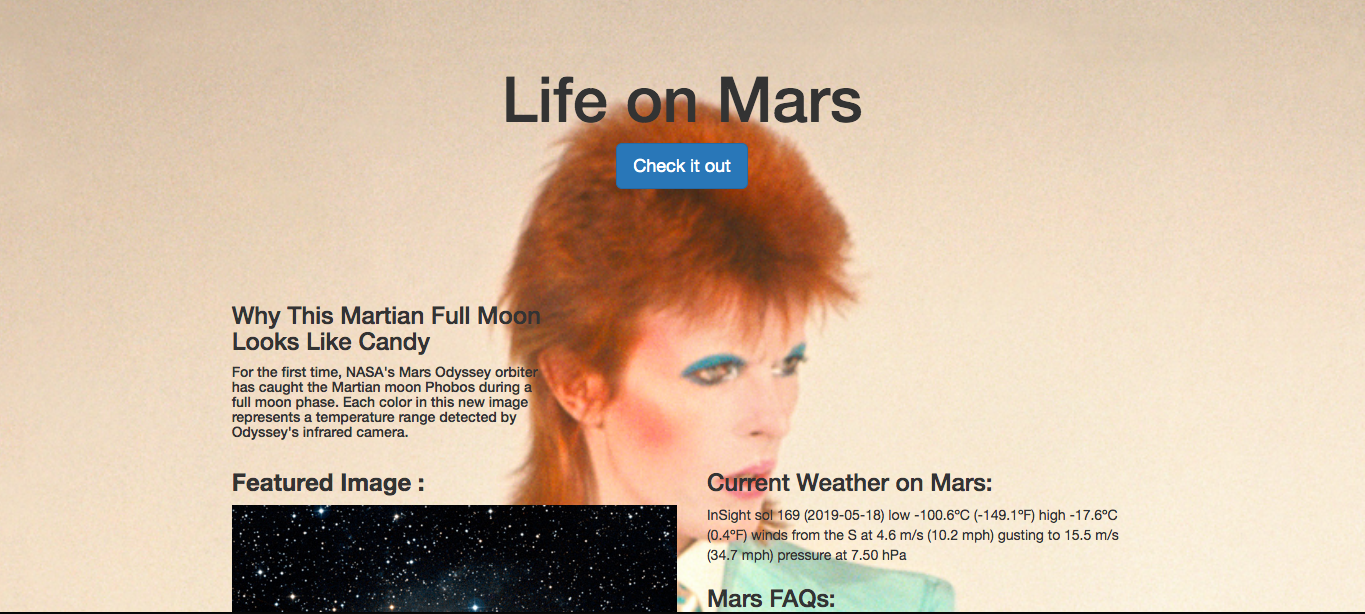 Life on Mars
Check it out
Why This Martian Full Moon
Looks Like Candy
For the first time, NASA's Mars Odyssey orbiter
has caught the Martian moon Phobos during a
full moon phase. Each color in this new image
represents a temperature range detected by
Odyssey's infrared camera.
Featured Image :
Current Weather on Mars:
InSight sol 169 (2019-05-18) low -100.6ºC (-149.1ºF) high -17.6ºC
(0.4ºF) winds from the S at 4.6 m/s (10.2 mph) gusting to 15.5 m/s
(34.7 mph) pressure at 7.50 hPa
Mars FAQs: